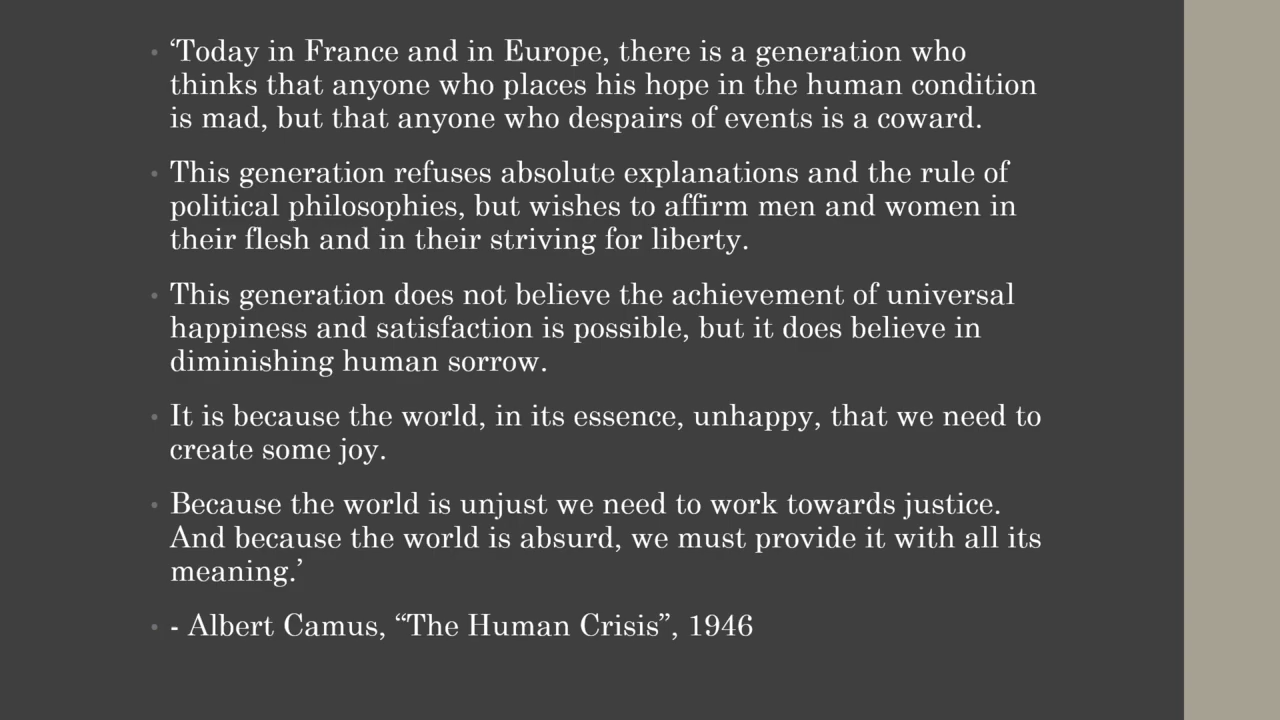 • ‘Today in France and in Europe, there is a generation who
thinks that anyone who places his hope in the human condition
is mad, but that anyone who despairs of events is a coward.
• This generation refuses absolute explanations and the rule of
political philosophies, but wishes to affirm men and women in
their flesh and in their striving for liberty.
• This generation does not believe the achievement of universal
happiness and satisfaction is possible, but it does believe in
diminishing human sorrow.
• It is because the world, in its essence, unhappy, that we need to
create some joy.
• Because the world is unjust we need to work towards justice.
And because the world is absurd, we must provide it with all its
meaning.’
• - Albert Camus, “The Human Crisis”, 1946